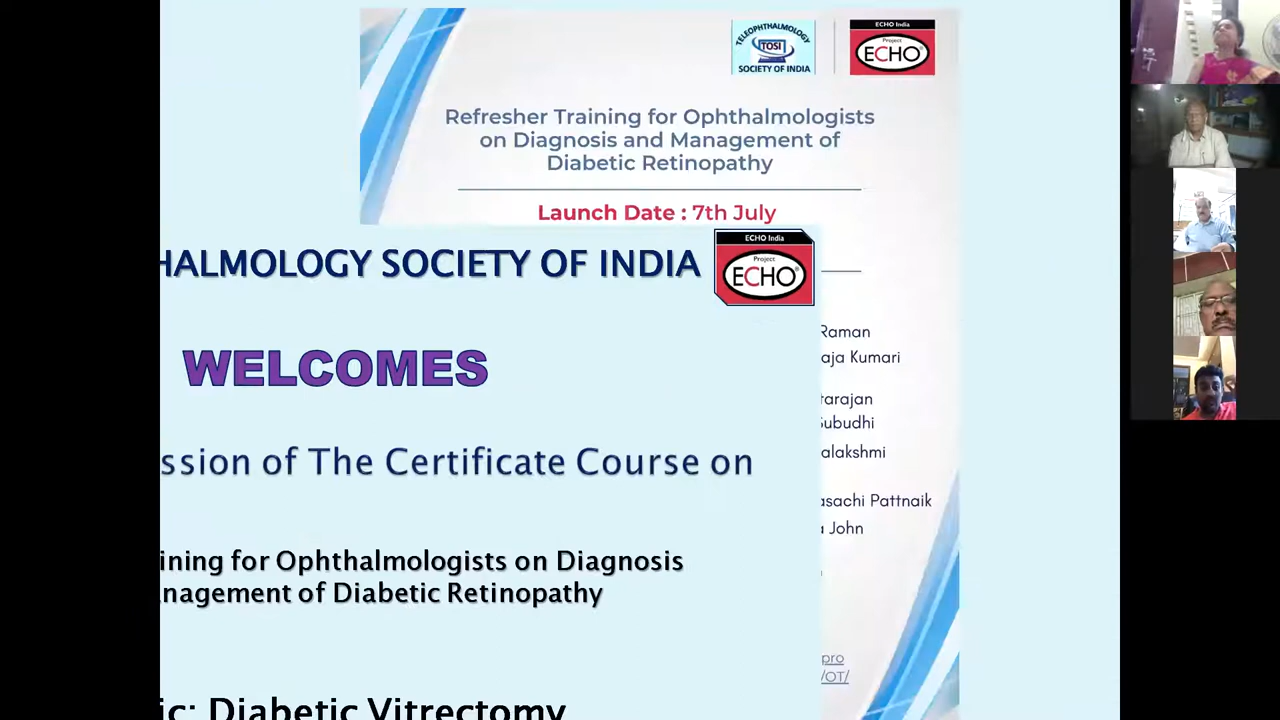 TELEOPHTHALMOLOGY
TOSI
SOCIETY OF INDIA
ECHO India
Project
ECHO®
Refresher Training for Ophthalmologists
on Diagnosis and Management of
Diabetic Retinopathy
Launch Date : 7th July
HALMOLOGY SOCIETY OF INDIA
ECHO India
Project
ECHO®
WELCOMES
ssion of The Certificate Course on
ining for Ophthalmologists on Diagnosis
nagement of Diabetic Retinopathy
ic: Diabetic Vitrectomy
Raman
aja Kumari
tarajan
Subudhi
alakshmi
asachi Pattnaik
a John
pro
/OT/